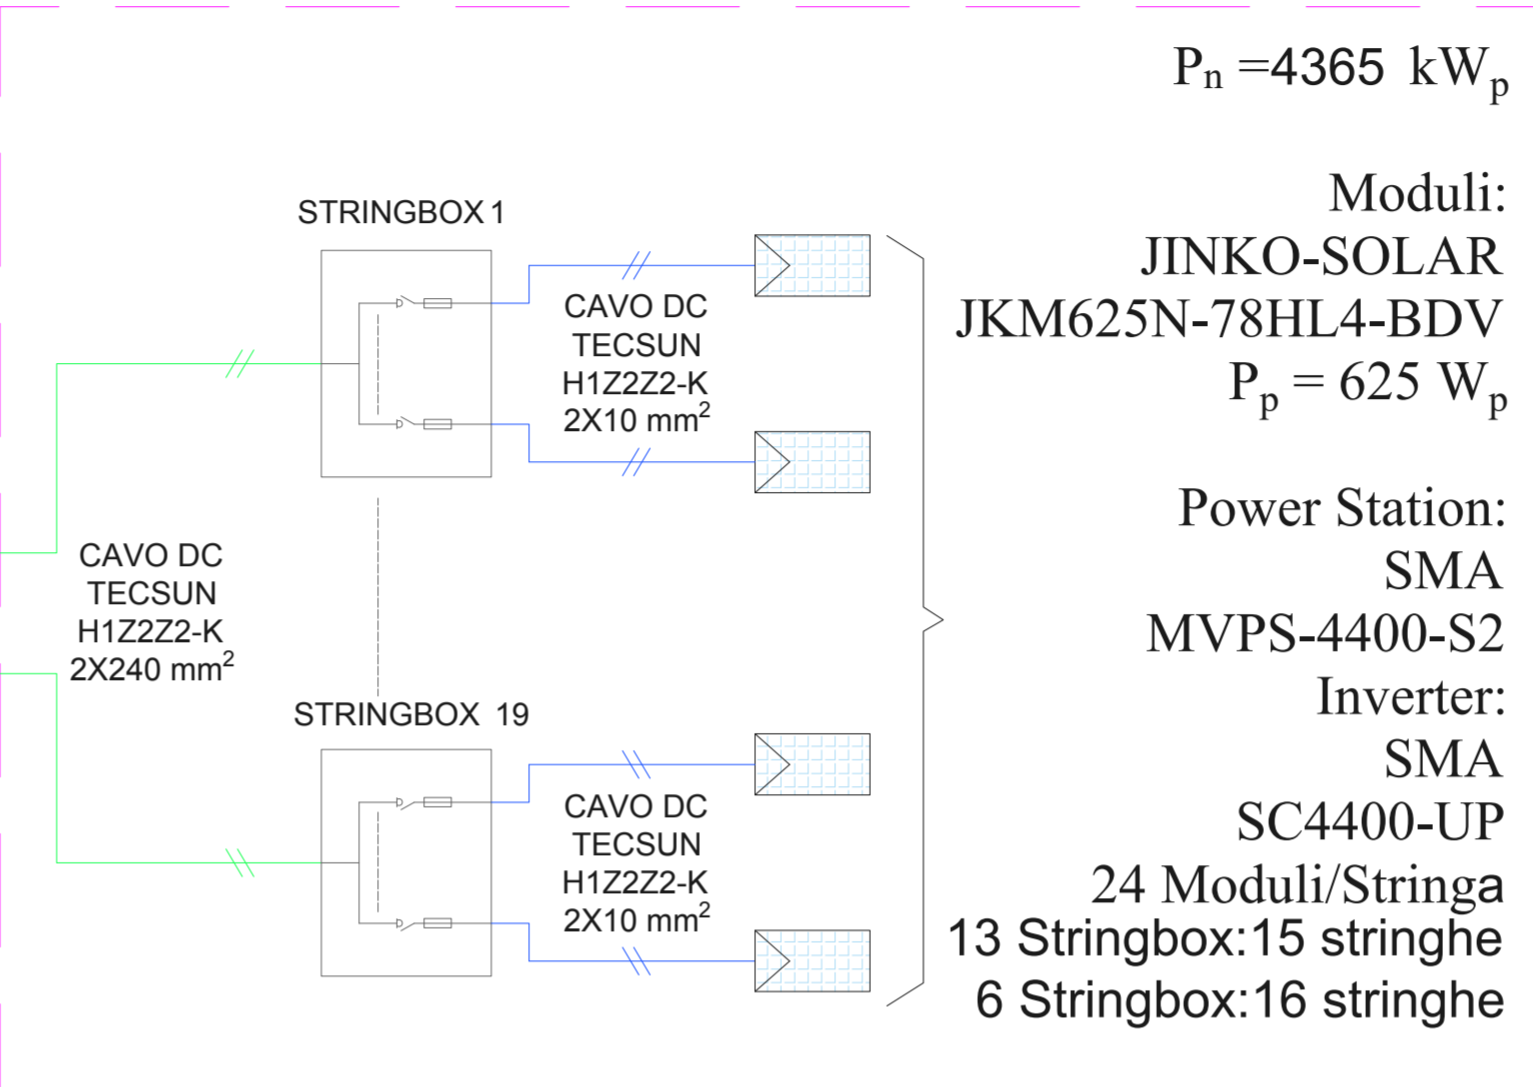 Pn =4365 kWp
Moduli:
JINKO-SOLAR
JKM625N-78HL4-BDV
Pp = 625 Wp
Power Station:
SMA
MVPS-4400-S2
Inverter:
SMA
SC4400-UP
24 Moduli/Stringa
13 Stringbox:15 stringhe
6 Stringbox:16 stringhe
STRINGBOX 1
CAVO DC
TECSUN
H1Z2Z2-K
2X10 mm²
CAVO DC
TECSUN
H1Z2Z2-K
2X240 mm²
STRINGBOX 19
CAVO DC
TECSUN
H1Z2Z2-K
2X10 mm²